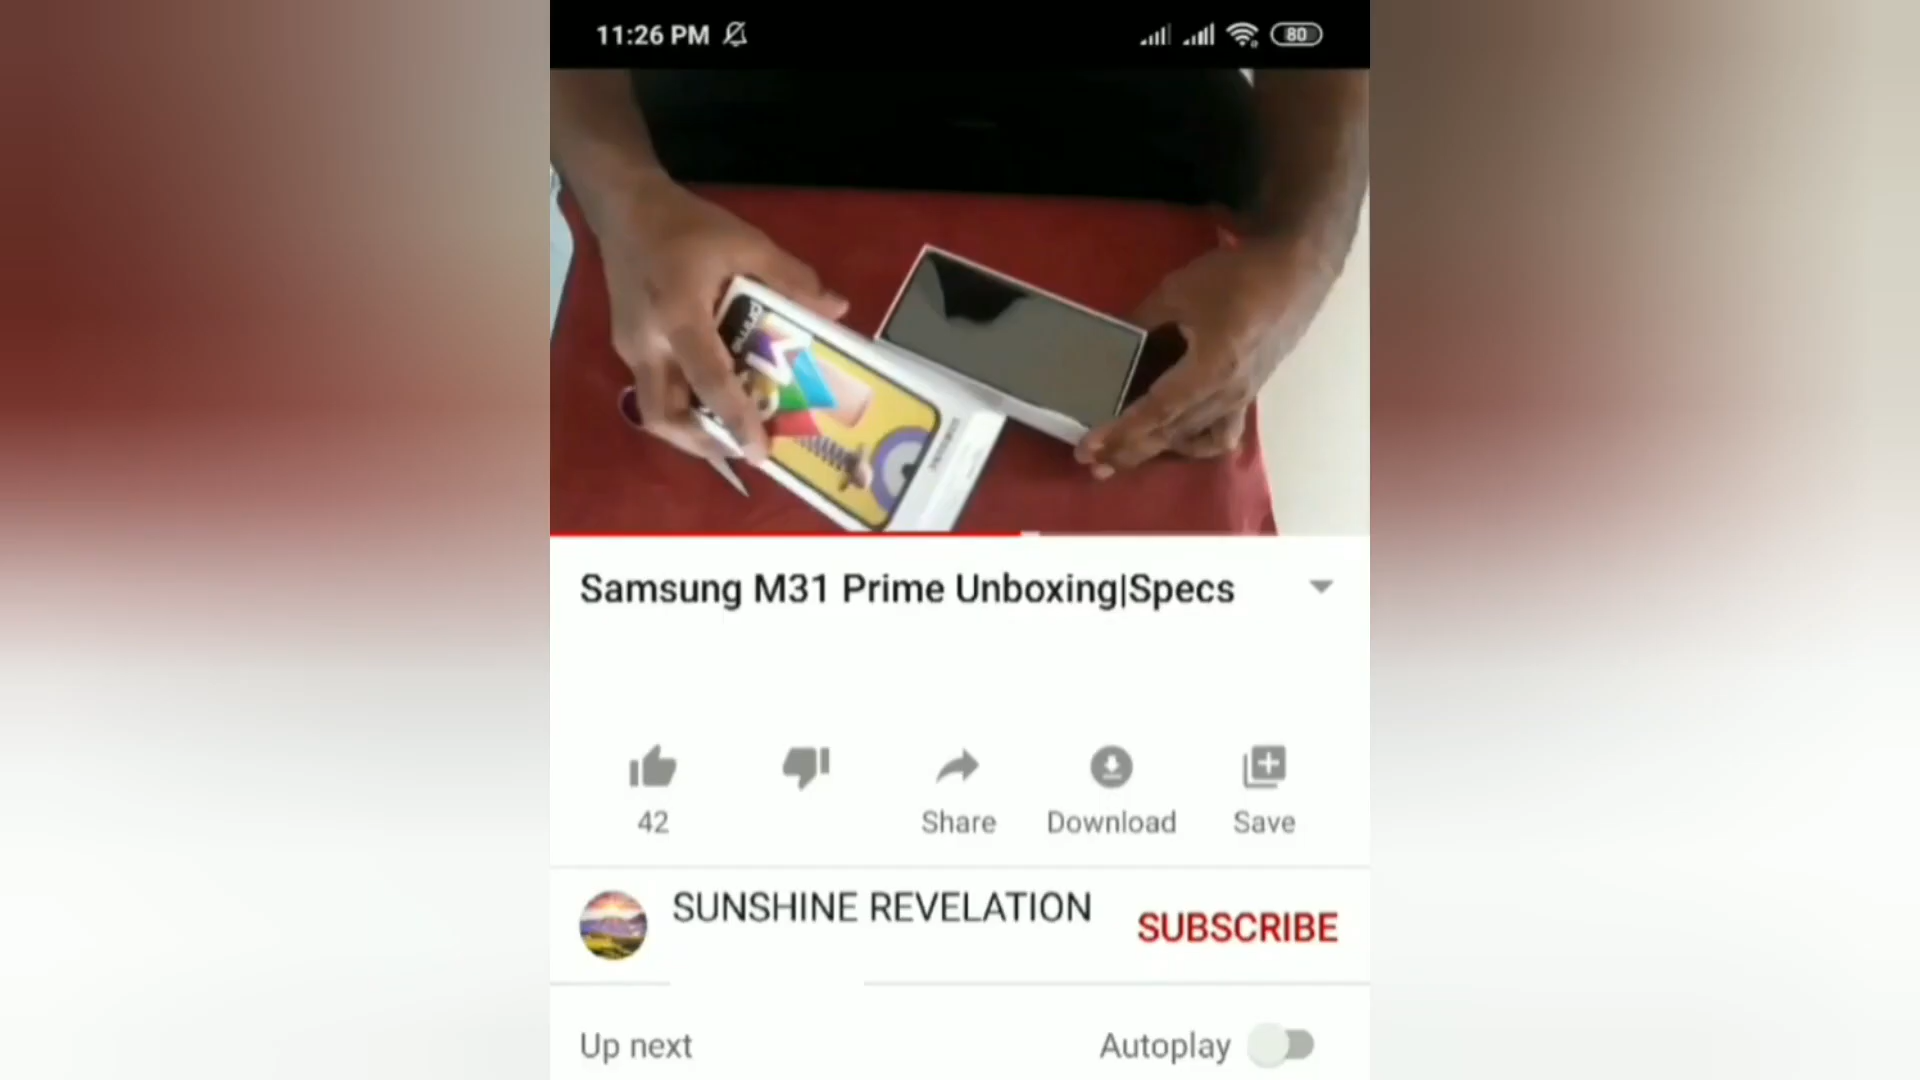 11:26 PM
80
prime
Samsung M31 Prime Unboxing|Specs
42
Share
Download
Save
SUNSHINE REVELATION
SUBSCRIBE
Up next
Autoplay